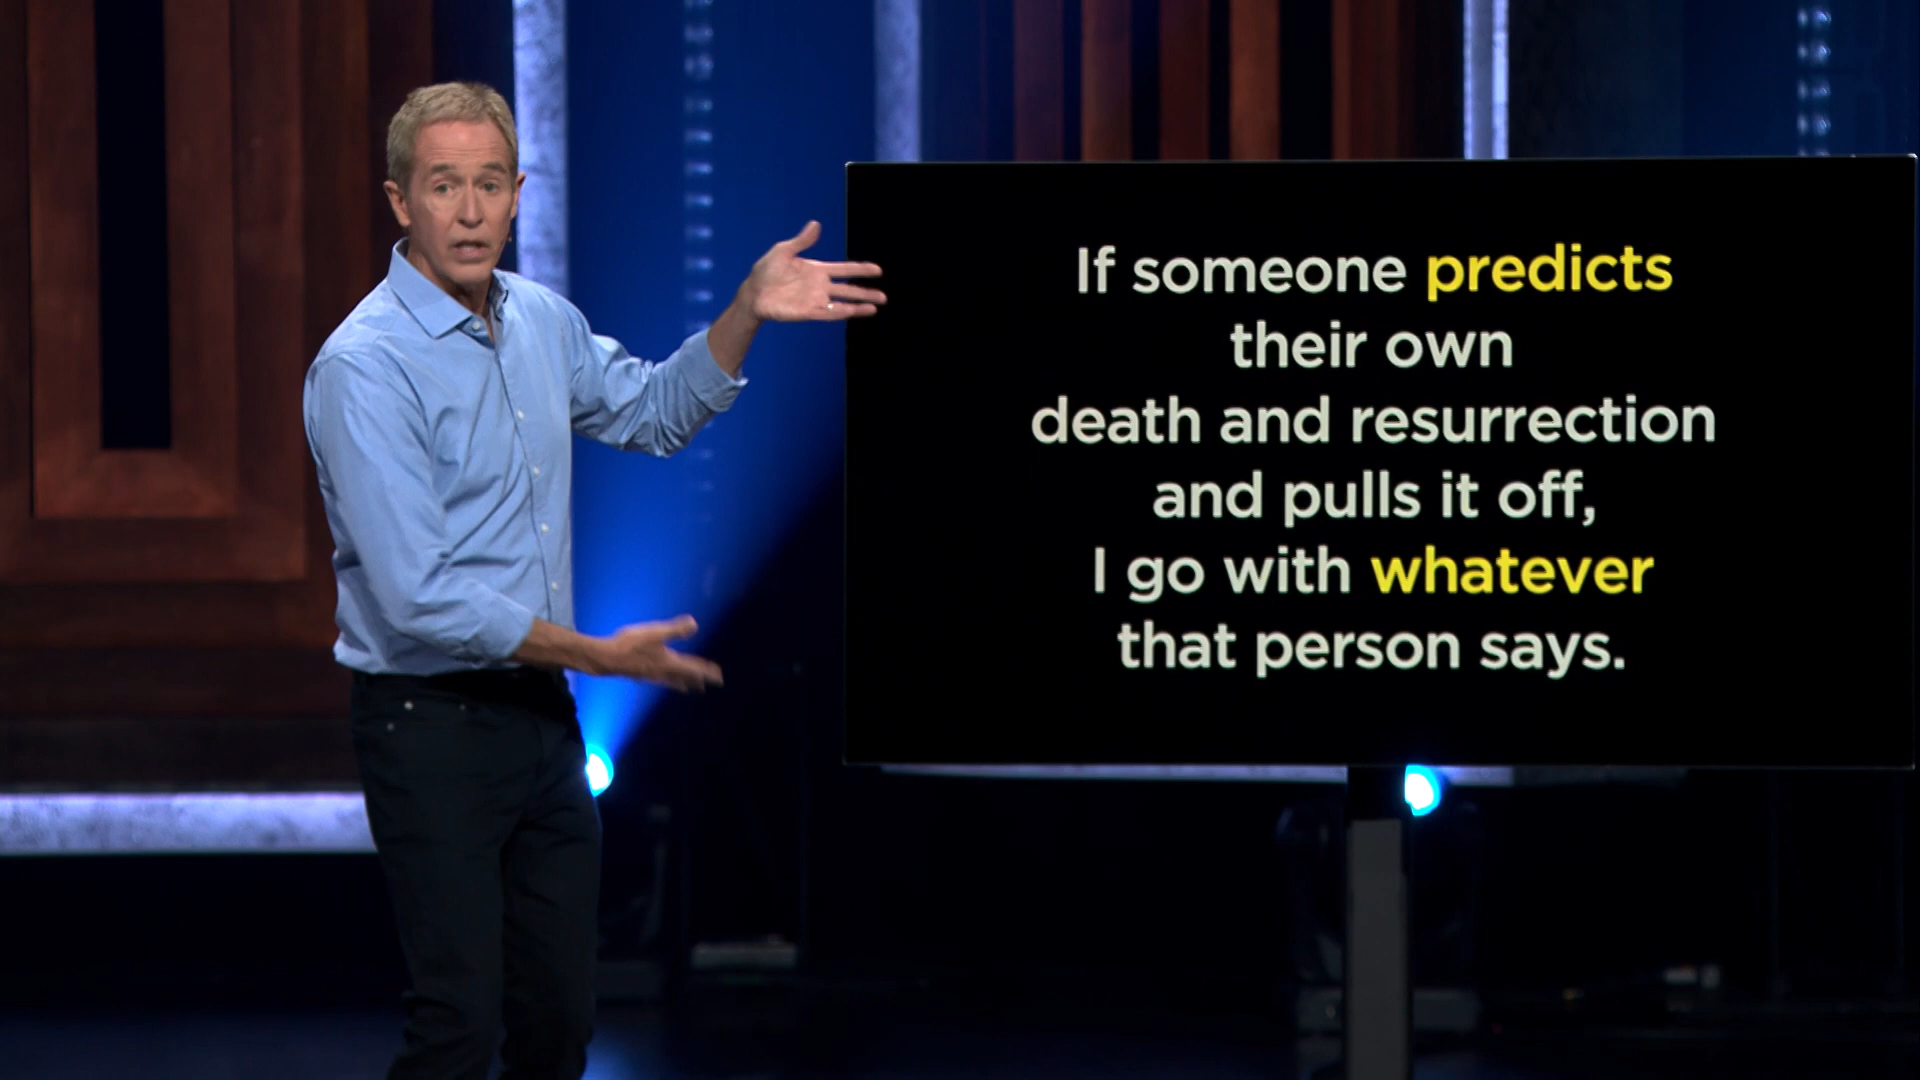 If someone predicts
their own
death and resurrection
and pulls it off,
I go with whatever
that person says.